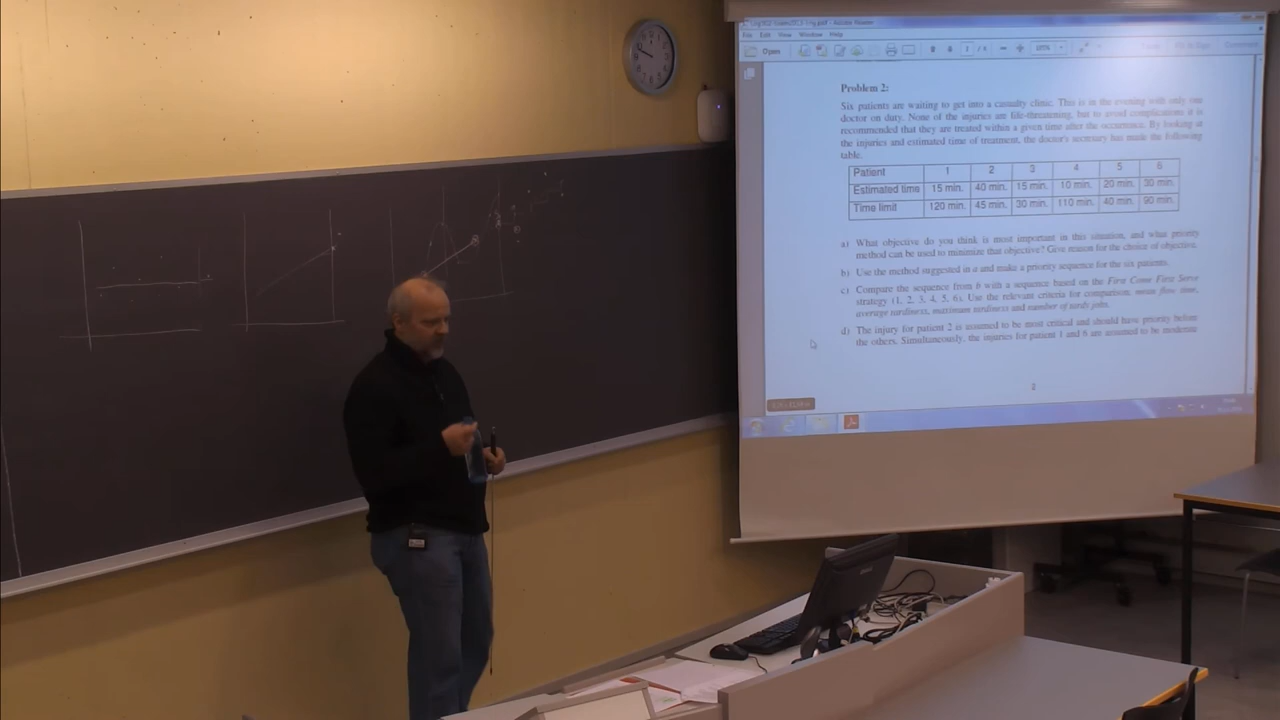 File Edit View Window Help
Open
Problem 2:
Six patients are waiting to get into a casualty clinic. This is in the evening with only one
doctor on duty. None of the injuries are life-threatening, but to avoid complications it is
recommended that they are treated within a given time after the occurrence. By looking at
the injuries and estimated time of treatment, the doctor's secretary has made the following
table.
Patient 1 2 3 4 5 6
Estimated time 15 min. 40 min. 15 min. 10 min. 20 min. 30 min.
Time limit 120 min. 45 min. 30 min. 110 min. 40 min. 90 min.
a) What objective do you think is most important in this situation, and what priority
method can be used to minimize that objective? Give reason for the choice of objective.
b) Use the method suggested in a and make a priority sequence for the six patients.
c) Compare the sequence from b with a sequence based on the First Come First Serve
strategy (1, 2, 3, 4, 5, 6). Use the relevant criteria for comparison, mean flow time,
average tardiness, maximum tardiness and number of tardy jobs.
d) The injury for patient 2 is assumed to be most critical and should have priority before
the others. Simultaneously, the injuries for patient 1 and 6 are assumed to be moderate
2